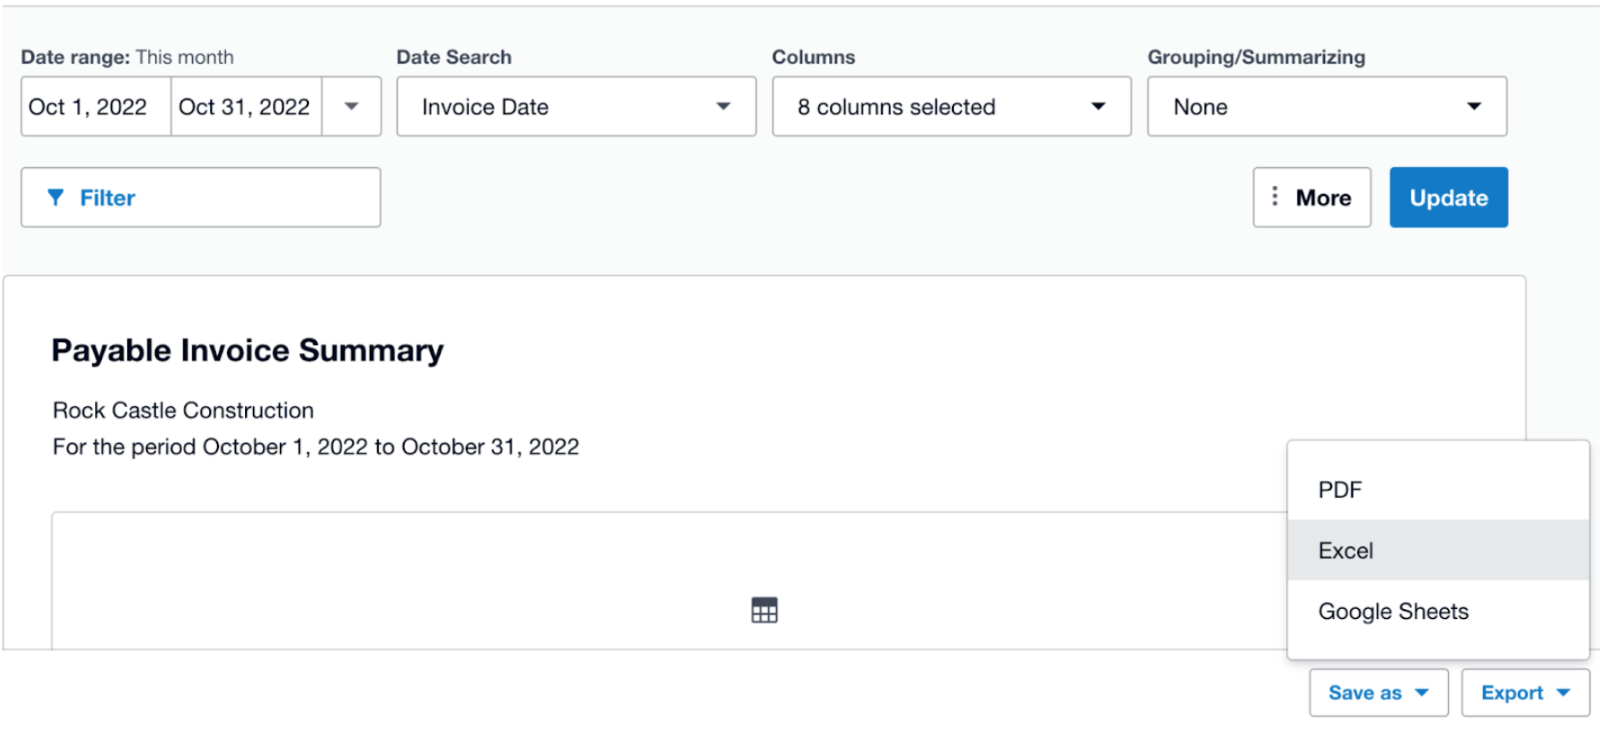 Date range: This month
Date Search
Columns
Grouping/Summarizing
Oct 1, 2022
Oct 31, 2022
Invoice Date
8 columns selected
None
Filter
More
Update
Payable Invoice Summary
Rock Castle Construction
For the period October 1, 2022 to October 31, 2022
PDF
Excel
Google Sheets
Save as
Export